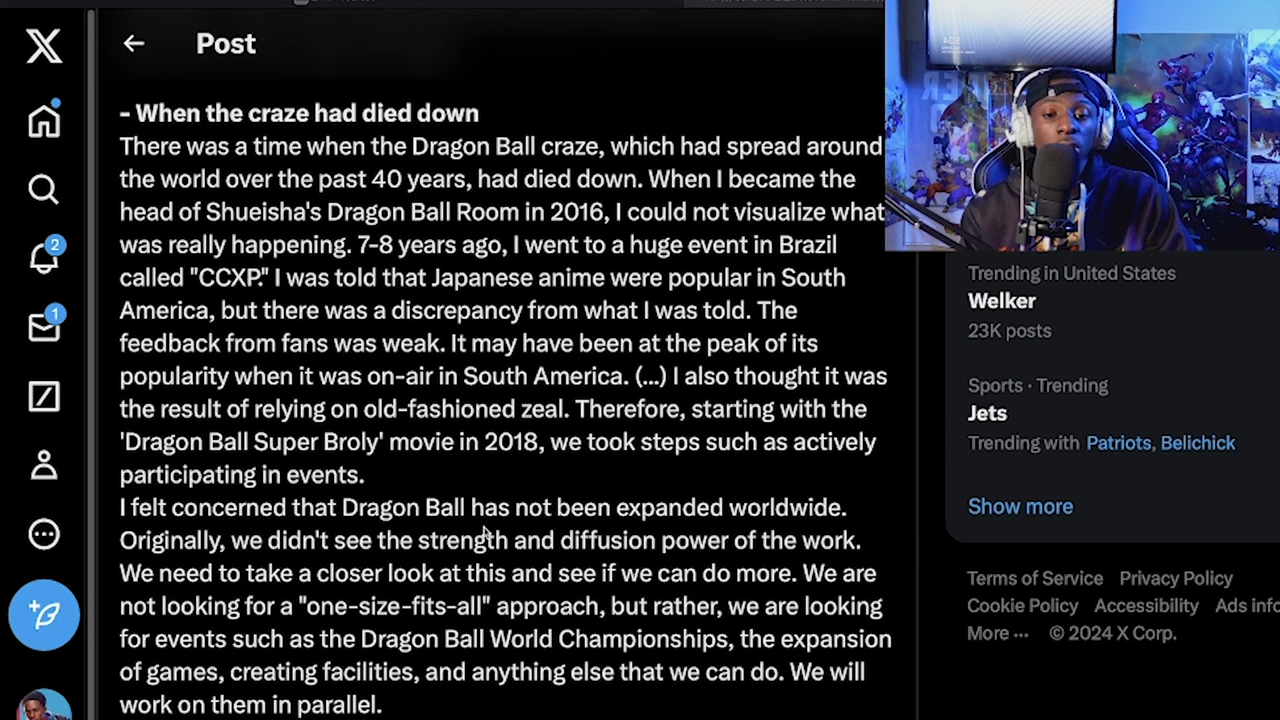 Post
- When the craze had died down
There was a time when the Dragon Ball craze, which had spread around
the world over the past 40 years, had died down. When I became the
head of Shueisha's Dragon Ball Room in 2016, I could not visualize what
was really happening. 7-8 years ago, I went to a huge event in Brazil
called "CCXP." I was told that Japanese anime were popular in South
America, but there was a discrepancy from what I was told. The
feedback from fans was weak. It may have been at the peak of its
popularity when it was on-air in South America. (...) I also thought it was
the result of relying on old-fashioned zeal. Therefore, starting with the
'Dragon Ball Super Broly' movie in 2018, we took steps such as actively
participating in events.
I felt concerned that Dragon Ball has not been expanded worldwide.
Originally, we didn't see the strength and diffusion power of the work.
We need to take a closer look at this and see if we can do more. We are
not looking for a "one-size-fits-all" approach, but rather, we are looking
for events such as the Dragon Ball World Championships, the expansion
of games, creating facilities, and anything else that we can do. We will
work on them in parallel.
2
1
Trending in United States
Welker
23K posts
Sports · Trending
Jets
Trending with Patriots, Belichick
Show more
Terms of Service Privacy Policy
Cookie Policy Accessibility Ads info
More ··· © 2024 X Corp.